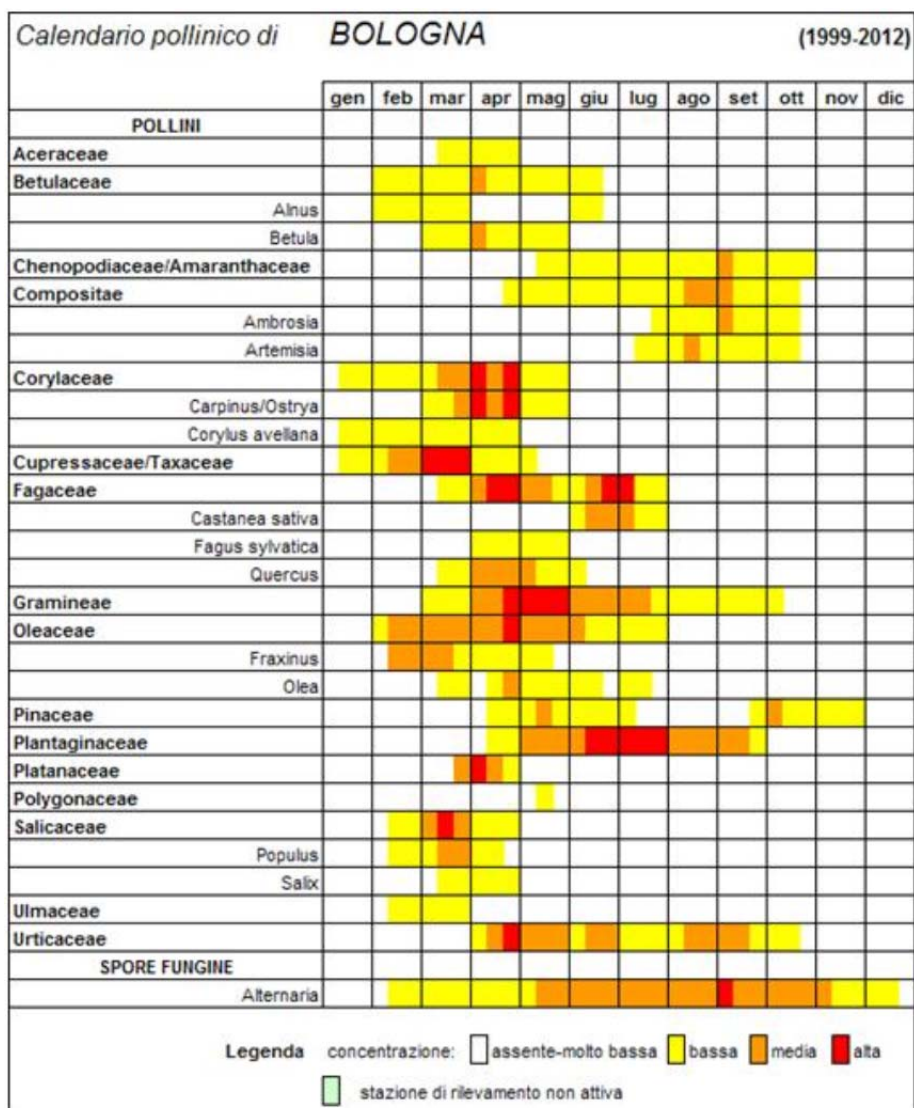 Calendario pollinico di BOLOGNA (1999-2012)
gen feb mar apr mag giu lug ago set ott nov dic
POLLINI
Aceraceae
Betulaceae
Alnus
Betula
Chenopodiaceae/Amaranthaceae
Compositae
Ambrosia
Artemisia
Corylaceae
Carpinus/Ostrya
Corylus avellana
Cupressaceae/Taxaceae
Fagaceae
Castanea sativa
Fagus sylvatica
Quercus
Gramineae
Oleaceae
Fraxinus
Olea
Pinaceae
Plantaginaceae
Platanaceae
Polygonaceae
Salicaceae
Populus
Salix
Ulmaceae
Urticaceae
SPORE FUNGINE
Alternaria
Legenda concentrazione: assente-molto bassa bassa media alta
stazione di rilevamento non attiva